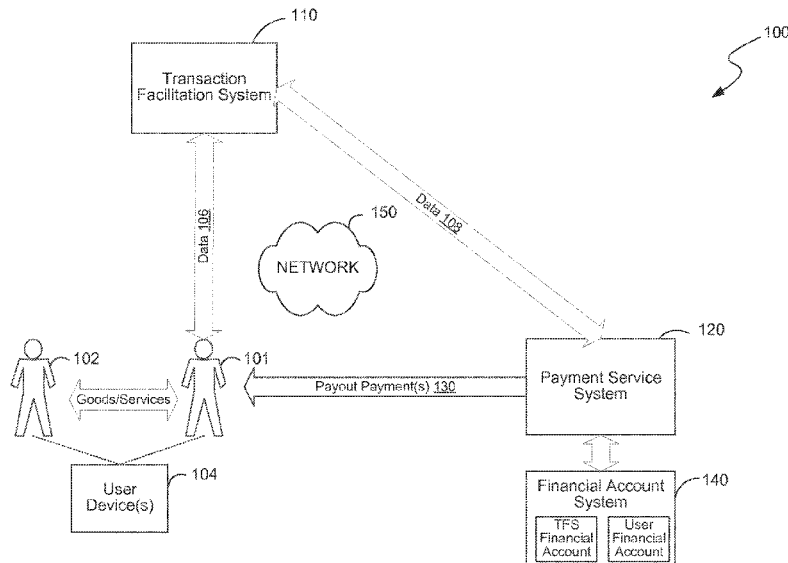 110
100
Transaction
Facilitation System
Data 106
Data 108
150
NETWORK
102
101
120
Goods/Services
Payout Payment(s) 130
Payment Service
System
104
User
Device(s)
140
Financial Account
System
TFS
Financial
Account
User
Financial
Account